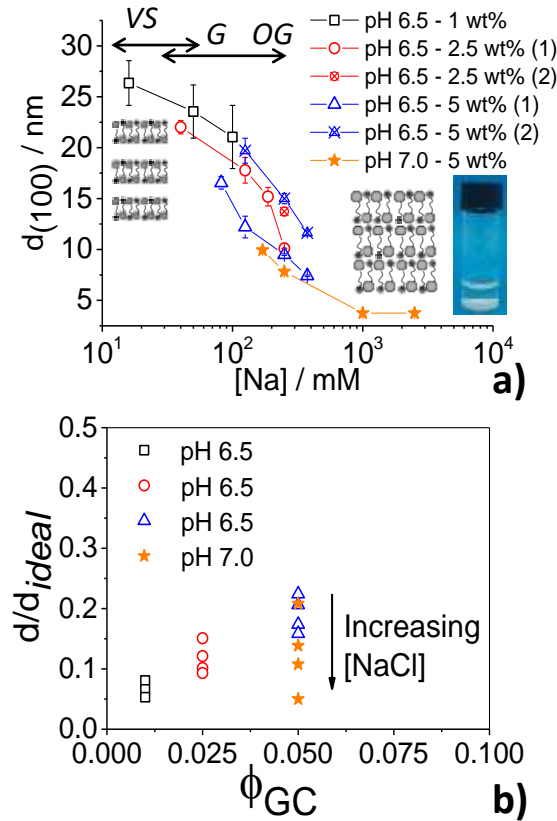 VS
G
OG
pH 6.5 - 1 wt%
pH 6.5 - 2.5 wt% (1)
pH 6.5 - 2.5 wt% (2)
pH 6.5 - 5 wt% (1)
pH 6.5 - 5 wt% (2)
pH 7.0 - 5 wt%
d(100) / nm
30
25
20
15
10
5
10¹
10²
10³
10⁴
[Na] / mM
a)
pH 6.5
pH 6.5
pH 6.5
pH 7.0
Increasing
[NaCl]
d/dideal
0.5
0.4
0.3
0.2
0.1
0.0
0.000
0.025
0.050
0.075
0.100
ϕGC
b)